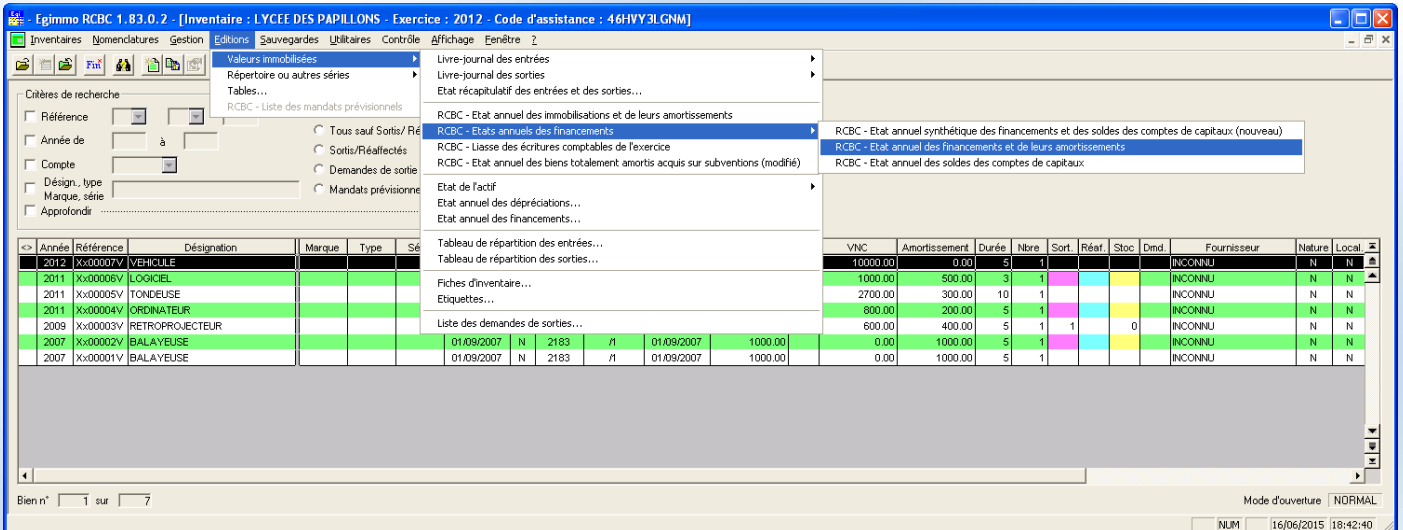 - Egimmo RCBC 1.83.0.2 - [Inventaire : LYCEE DES PAPILLONS - Exercice : 2012 - Code d'assistance : 46HVY3LGNM]
Inventaires Nomenclatures Gestion Editions Sauvegardes Utilitaires Contrôle Affichage Fenêtre ?
Fin
Valeurs immobilisées
Répertoire ou autres séries
Tables...
RCBC - Liste des mandats prévisionnels
Livre-journal des entrées
Livre-journal des sorties
Etat récapitulatif des entrées et des sorties...
RCBC - Etat annuel des immobilisations et de leurs amortissements
RCBC - Etats annuels des financements
RCBC - Liasse des écritures comptables de l'exercice
RCBC - Etat annuel des biens totalement amortis acquis sur subventions (modifié)
Etat de l'actif
Etat annuel des dépréciations...
Etat annuel des financements...
Tableau de répartition des entrées...
Tableau de répartition des sorties...
Fiches d'inventaire...
Etiquettes...
Liste des demandes de sorties...
RCBC - Etat annuel synthétique des financements et des soldes des comptes de capitaux (nouveau)
RCBC - Etat annuel des financements et de leurs amortissements
RCBC - Etat annuel des soldes des comptes de capitaux
Critères de recherche
Référence
Année de à
Compte
Désign., type
Marque, série
Approfondir
Tous sauf Sortis/ Ré
Sortis/Réaffectés
Demandes de sortie
Mandats prévisionne
<> Année Référence Désignation Marque Type Sé VNC Amortissement Durée Nbre Sort. Réaf. Stoc Dmd. Fournisseur Nature Local.
2012 Xx00007V VEHICULE 10000.00 0.00 5 1 INCONNU N N
2011 Xx00006V LOGICIEL 1000.00 500.00 3 1 INCONNU N N
2011 Xx00005V TONDEUSE 2700.00 300.00 10 1 INCONNU N N
2011 Xx00004V ORDINATEUR 800.00 200.00 5 1 INCONNU N N
2009 Xx00003V RETROPROJECTEUR 600.00 400.00 5 1 1 0 INCONNU N N
2007 Xx00002V BALAYEUSE 01/09/2007 N 2183 /1 01/09/2007 1000.00 0.00 1000.00 5 1 INCONNU N N
2007 Xx00001V BALAYEUSE 01/09/2007 N 2183 /1 01/09/2007 1000.00 0.00 1000.00 5 1 INCONNU N N
Bien n° 1 sur 7
Mode d'ouverture NORMAL
NUM 16/06/2015 18:42:40